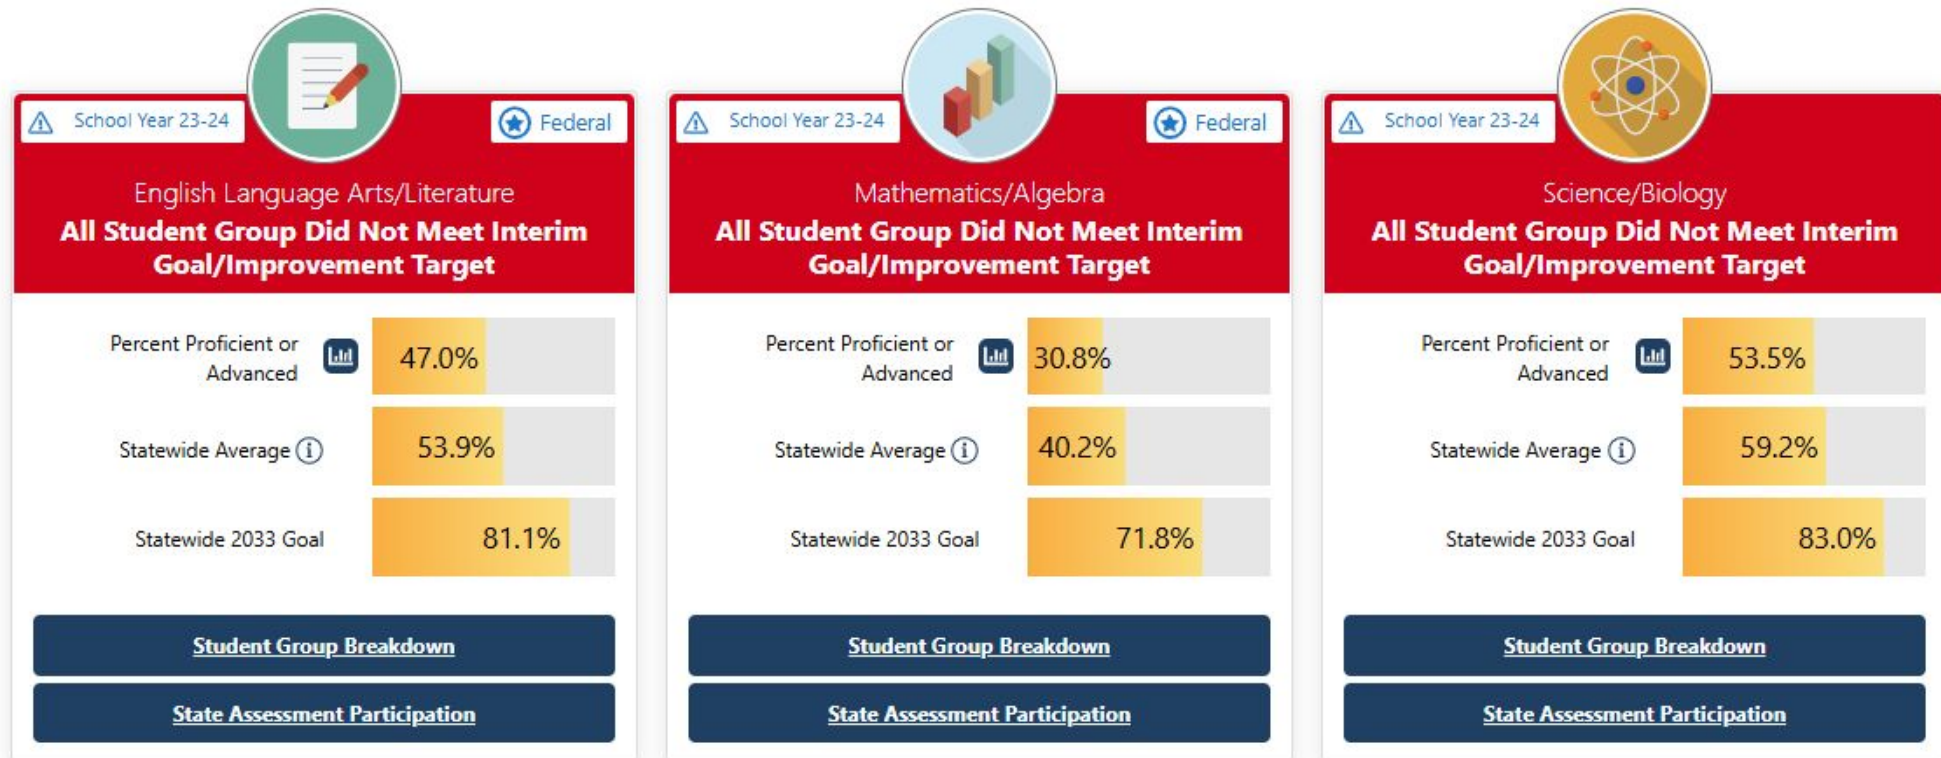 School Year 23-24
Federal
English Language Arts/Literature
All Student Group Did Not Meet Interim
Goal/Improvement Target
Percent Proficient or
Advanced
47.0%
Statewide Average
53.9%
Statewide 2033 Goal
81.1%
Student Group Breakdown
State Assessment Participation
School Year 23-24
Federal
Mathematics/Algebra
All Student Group Did Not Meet Interim
Goal/Improvement Target
Percent Proficient or
Advanced
30.8%
Statewide Average
40.2%
Statewide 2033 Goal
71.8%
Student Group Breakdown
State Assessment Participation
School Year 23-24
Science/Biology
All Student Group Did Not Meet Interim
Goal/Improvement Target
Percent Proficient or
Advanced
53.5%
Statewide Average
59.2%
Statewide 2033 Goal
83.0%
Student Group Breakdown
State Assessment Participation